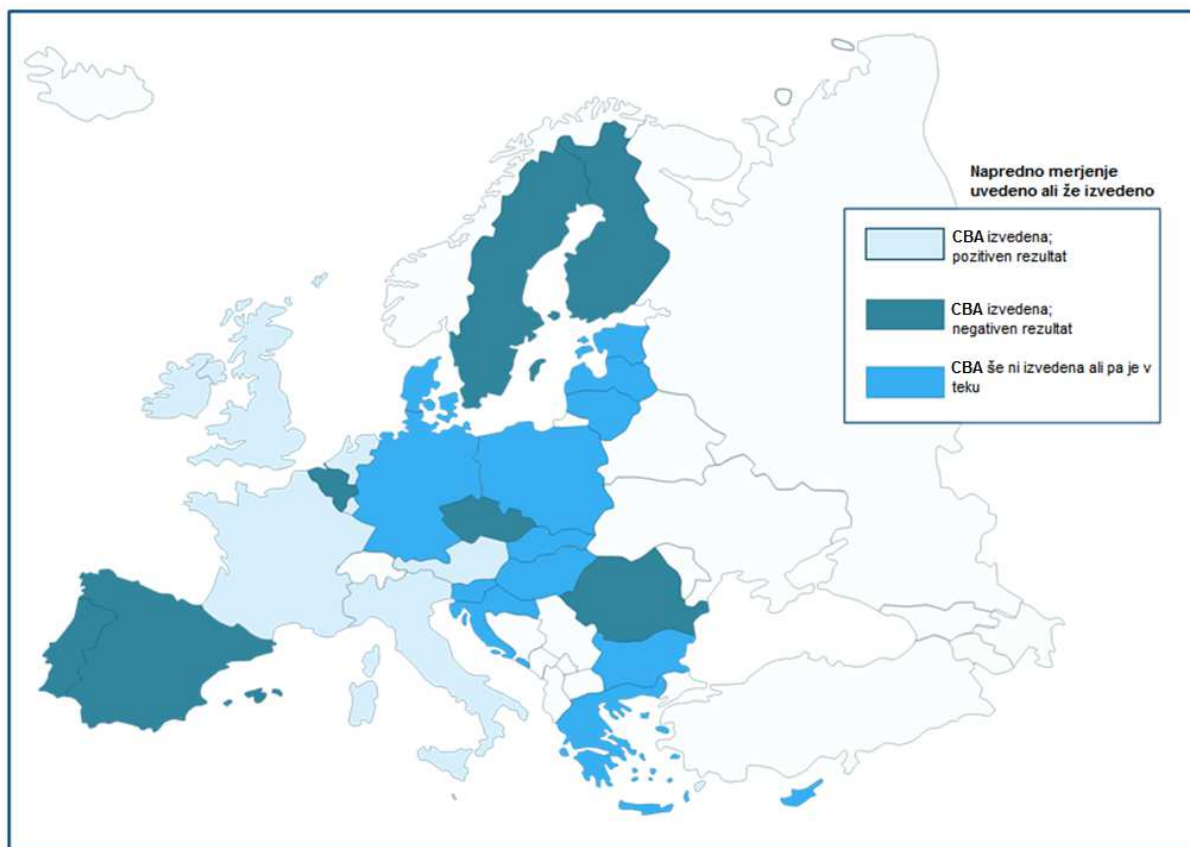 Napredno merjenje
uvedeno ali že izvedeno
CBA izvedena;
pozitiven rezultat
CBA izvedena;
negativen rezultat
CBA še ni izvedena ali pa je v
teku